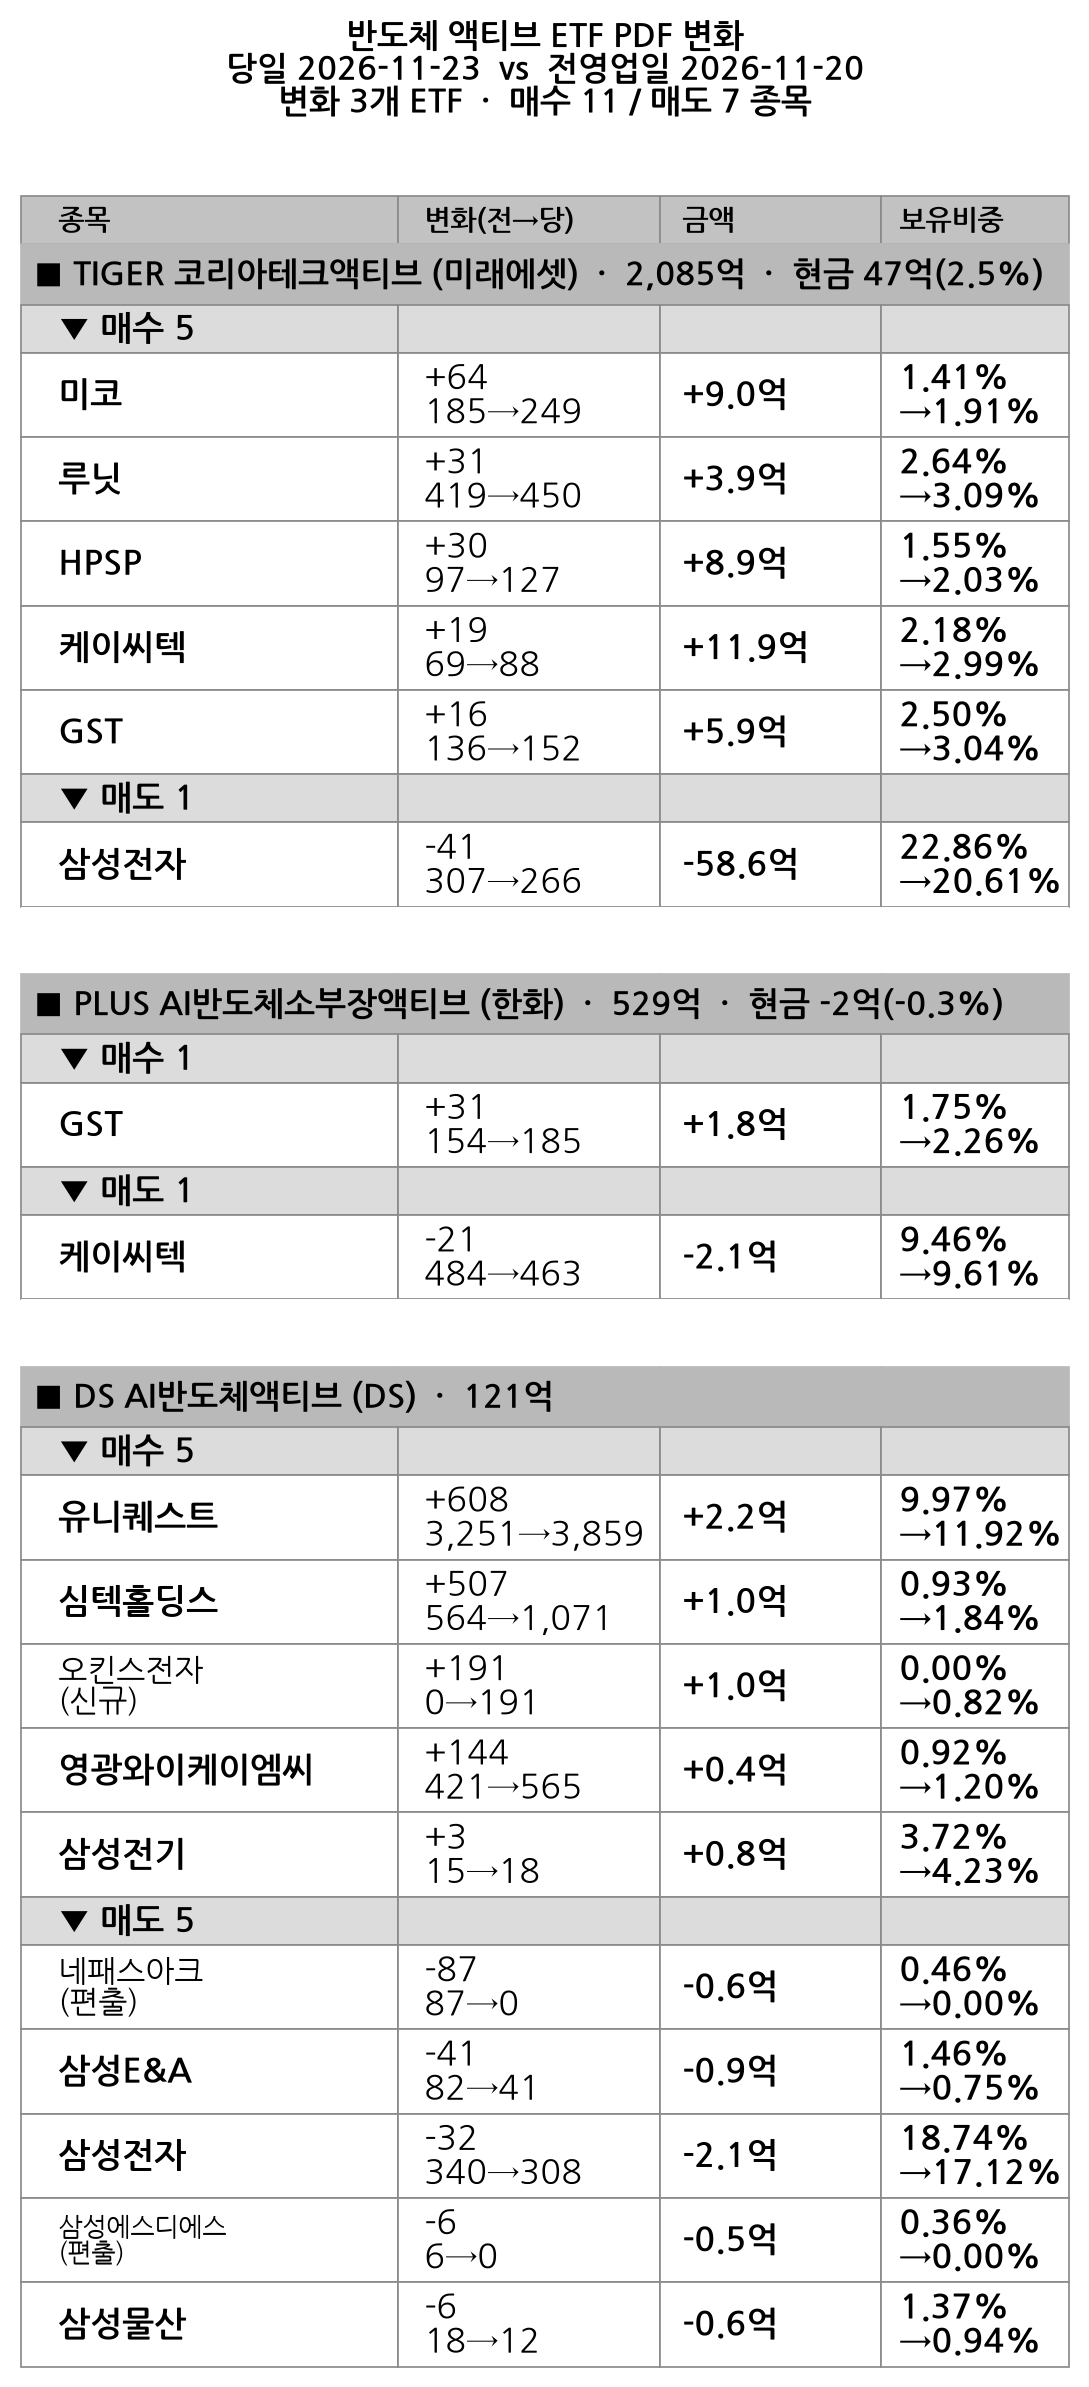 반도체 액티브 ETF PDF 변화
당일 2026-11-23 vs 전영업일 2026-11-20
변화 3개 ETF · 매수 11 / 매도 7 종목
종목 변화(전→당) 금액 보유비중
■ TIGER 코리아테크액티브 (미래에셋) · 2,085억 · 현금 47억(2.5%)
▼ 매수 5
미코 +64 185→249 +9.0억 1.41% →1.91%
루닛 +31 419→450 +3.9억 2.64% →3.09%
HPSP +30 97→127 +8.9억 1.55% →2.03%
케이씨텍 +19 69→88 +11.9억 2.18% →2.99%
GST +16 136→152 +5.9억 2.50% →3.04%
▼ 매도 1
삼성전자 -41 307→266 -58.6억 22.86% →20.61%
■ PLUS AI반도체소부장액티브 (한화) · 529억 · 현금 -2억(-0.3%)
▼ 매수 1
GST +31 154→185 +1.8억 1.75% →2.26%
▼ 매도 1
케이씨텍 -21 484→463 -2.1억 9.46% →9.61%
■ DS AI반도체액티브 (DS) · 121억
▼ 매수 5
유니퀘스트 +608 3,251→3,859 +2.2억 9.97% →11.92%
심텍홀딩스 +507 564→1,071 +1.0억 0.93% →1.84%
오킨스전자 (신규) +191 0→191 +1.0억 0.00% →0.82%
영광와이케이엠씨 +144 421→565 +0.4억 0.92% →1.20%
삼성전기 +3 15→18 +0.8억 3.72% →4.23%
▼ 매도 5
네패스아크 (편출) -87 87→0 -0.6억 0.46% →0.00%
삼성E&A -41 82→41 -0.9억 1.46% →0.75%
삼성전자 -32 340→308 -2.1억 18.74% →17.12%
삼성에스디에스 (편출) -6 6→0 -0.5억 0.36% →0.00%
삼성물산 -6 18→12 -0.6억 1.37% →0.94%